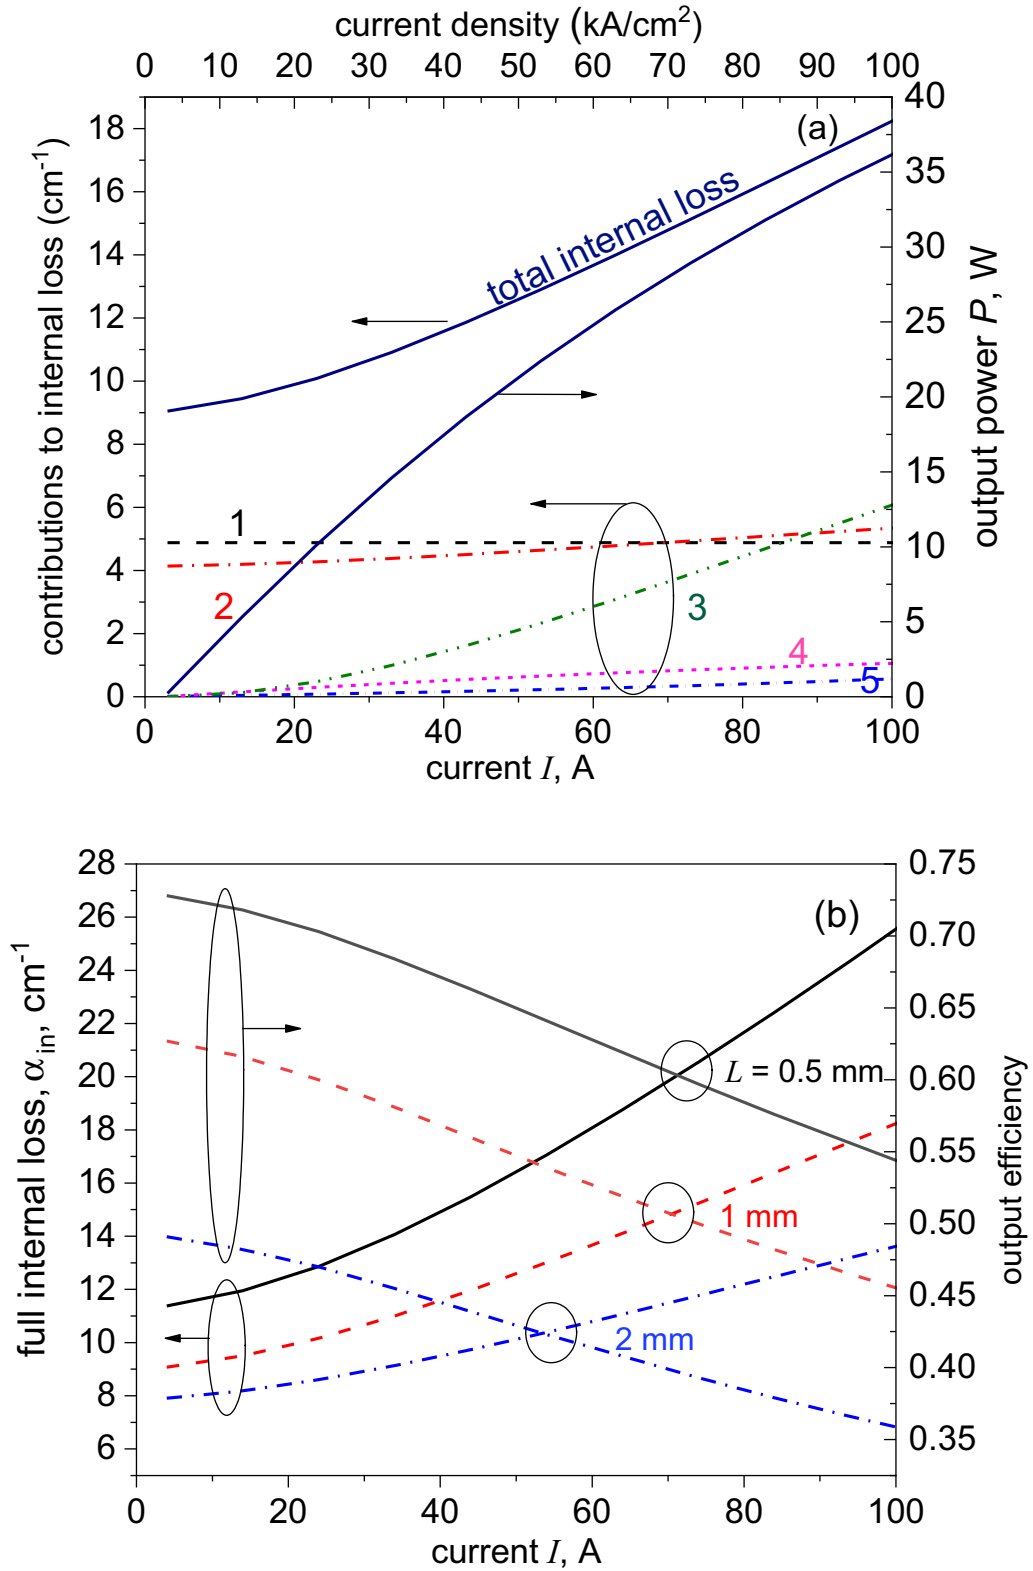 current density (kA/cm²)
0 10 20 30 40 50 60 70 80 90 100
(a)
contributions to internal loss (cm⁻¹)
18
16
14
12
10
8
6
4
2
0
40
35
30
25
20
15
10
5
0
output power P, W
total internal loss
1
2
3
4
5
0 20 40 60 80 100
current I, A
(b)
full internal loss, αᵢₙ, cm⁻¹
28
26
24
22
20
18
16
14
12
10
8
6
0.75
0.70
0.65
0.60
0.55
0.50
0.45
0.40
0.35
output efficiency
L = 0.5 mm
1 mm
2 mm
0 20 40 60 80 100
current I, A